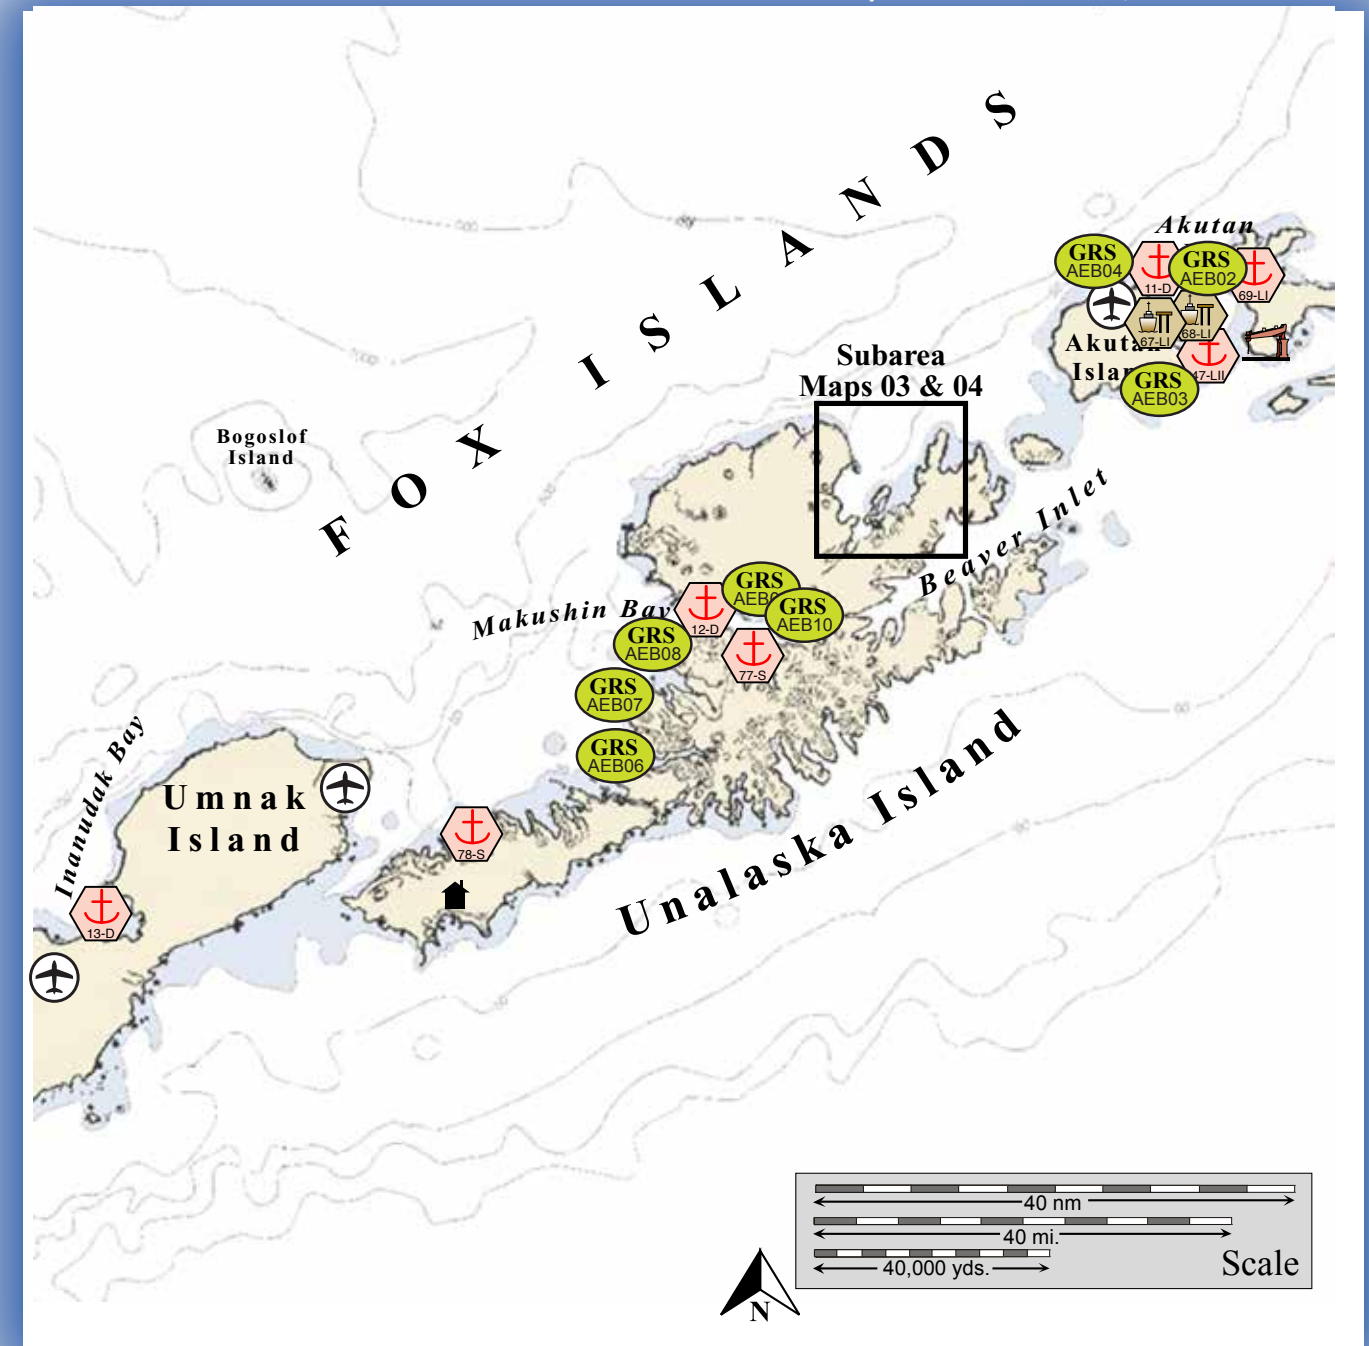 FOX ISLANDS
Akutan
GRS
AEB04
11-D
GRS
AEB02
69-LI
67-LI
68-LI
47-LII
GRS
AEB03
Subarea
Maps 03 & 04
Bogoslof
Island
Beaver Inlet
Makushin Bay
12-D
GRS
GRS
AEB10
GRS
AEB08
77-S
GRS
AEB07
GRS
AEB06
Inanudak Bay
Umnak
Island
78-S
13-D
Unalaska Island
40 nm
40 mi.
40,000 yds.
Scale
N